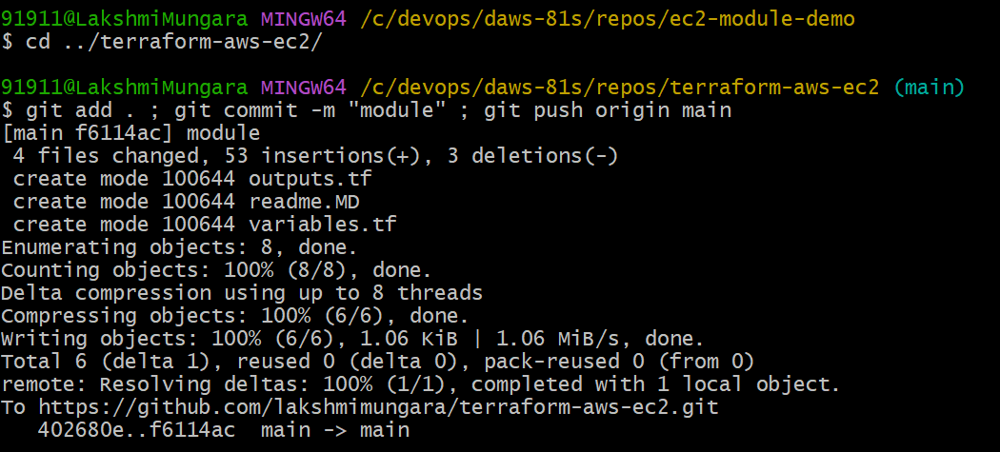 91911@LakshmiMungara MINGW64 /c/devops/daws-81s/repos/ec2-module-demo
$ cd ../terraform-aws-ec2/
91911@LakshmiMungara MINGW64 /c/devops/daws-81s/repos/terraform-aws-ec2 (main)
$ git add . ; git commit -m "module" ; git push origin main
[main f6114ac] module
 4 files changed, 53 insertions(+), 3 deletions(-)
 create mode 100644 outputs.tf
 create mode 100644 readme.MD
 create mode 100644 variables.tf
Enumerating objects: 8, done.
Counting objects: 100% (8/8), done.
Delta compression using up to 8 threads
Compressing objects: 100% (6/6), done.
Writing objects: 100% (6/6), 1.06 KiB | 1.06 MiB/s, done.
Total 6 (delta 1), reused 0 (delta 0), pack-reused 0 (from 0)
remote: Resolving deltas: 100% (1/1), completed with 1 local object.
To https://github.com/lakshmimungara/terraform-aws-ec2.git
   402680e..f6114ac  main -> main